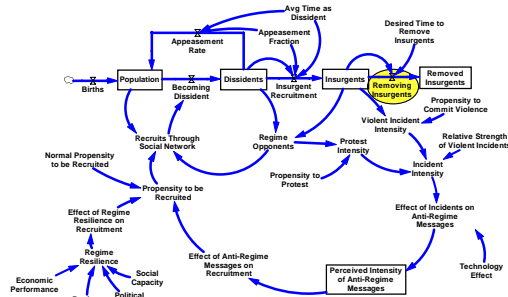 Avg Time as
Dissident
Appeasement
Fraction
Desired Time to
Remove
Insurgents
Appeasement
Rate
Population
Dissidents
Insurgents
Removing
Insurgents
Removed
Insurgents
Births
Becoming
Dissident
Insurgent
Recruitment
Propensity to
Commit Violence
Violent Incident
Intensity
Recruits Through
Social Network
Regime
Opponents
Protest
Intensity
Relative Strength
of Violent Incidents
Normal Propensity
to be Recruited
Incident
Intensity
Propensity to
Protest
Propensity to be
Recruited
Effect of Regime
Resilience on
Recruitment
Effect of Incidents on
Anti-Regime
Messages
Regime
Resilience
Effect of Anti-Regime
Messages on
Recruitment
Technology
Effect
Economic
Performance
Social
Capacity
Perceived Intensity
of Anti-Regime
Messages
Political